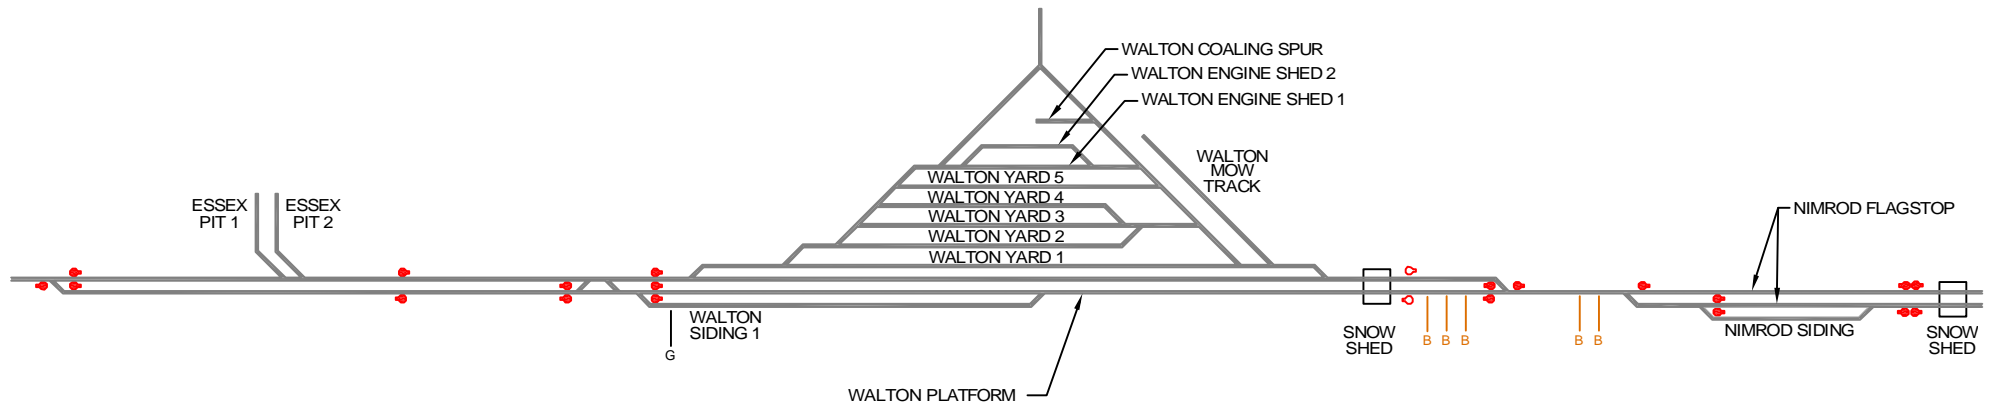 WALTON COALING SPUR
WALTON ENGINE SHED 2
WALTON ENGINE SHED 1
WALTON
MOW
TRACK
WALTON YARD 5
WALTON YARD 4
WALTON YARD 3
WALTON YARD 2
WALTON YARD 1
ESSEX
PIT 1
ESSEX
PIT 2
NIMROD FLAGSTOP
WALTON
SIDING 1
G
SNOW
SHED
B
B
B
B
B
NIMROD SIDING
SNOW
SHED
WALTON PLATFORM